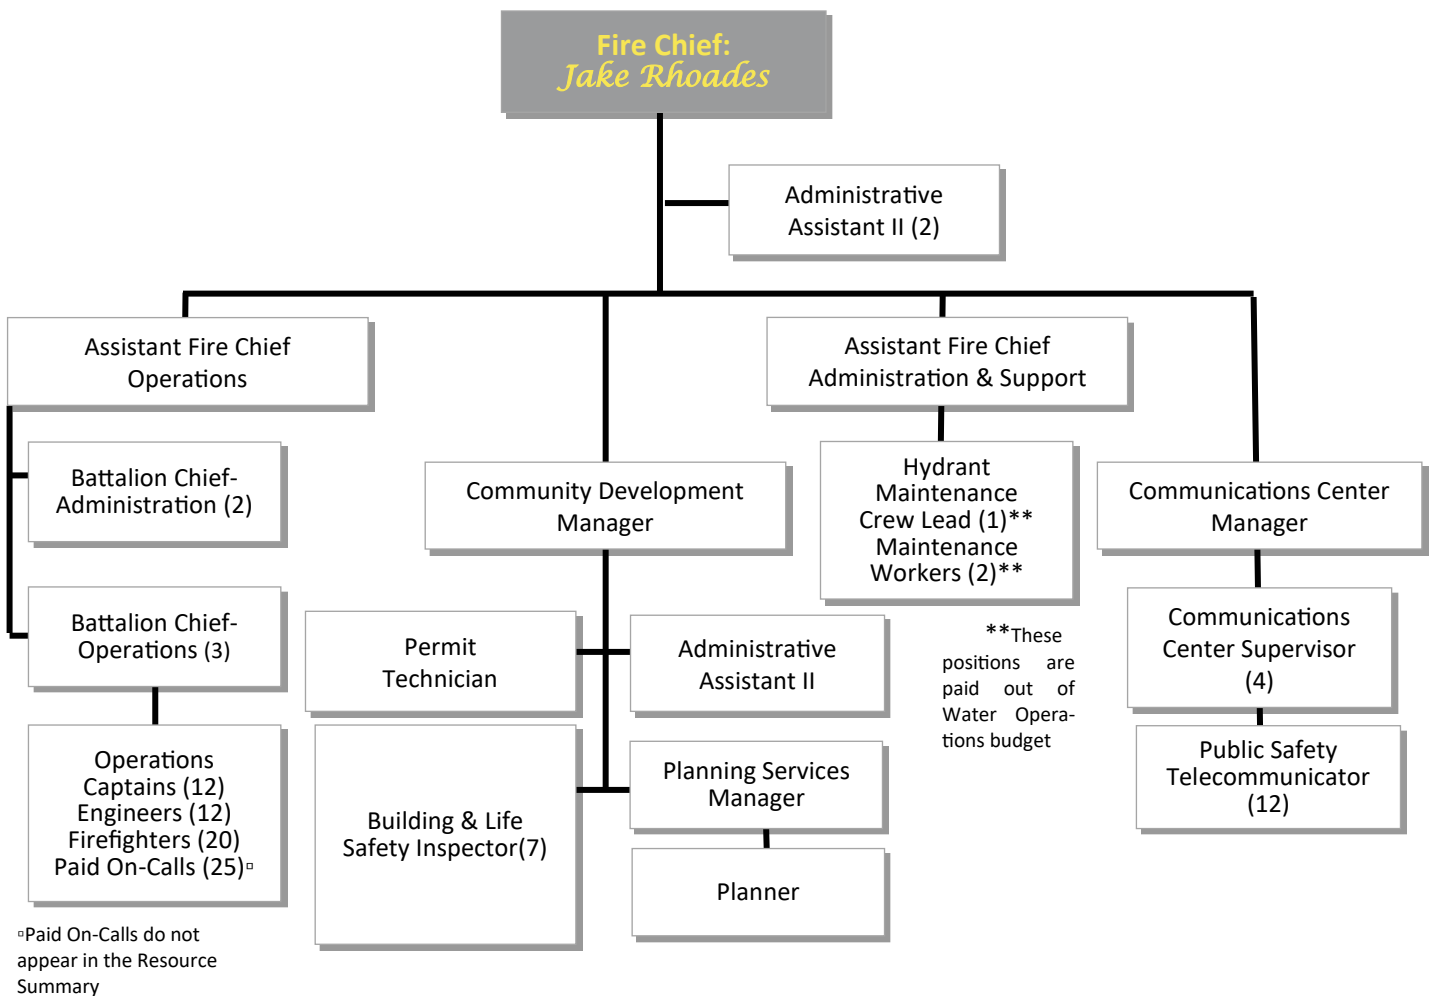 Fire Chief:
Jake Rhoades
Administrative
Assistant II (2)
Assistant Fire Chief
Operations
Assistant Fire Chief
Administration & Support
Battalion Chief-
Administration (2)
Community Development
Manager
Hydrant
Maintenance
Crew Lead (1)**
Maintenance
Workers (2)**
Communications Center
Manager
Battalion Chief-
Operations (3)
Permit
Technician
Administrative
Assistant II
**These
positions are
paid out of
Water Opera-
tions budget
Communications
Center Supervisor
(4)
Operations
Captains (12)
Engineers (12)
Firefighters (20)
Paid On-Calls (25)▫
Building & Life
Safety Inspector(7)
Planning Services
Manager
Public Safety
Telecommunicator
(12)
Planner
▫Paid On-Calls do not
appear in the Resource
Summary